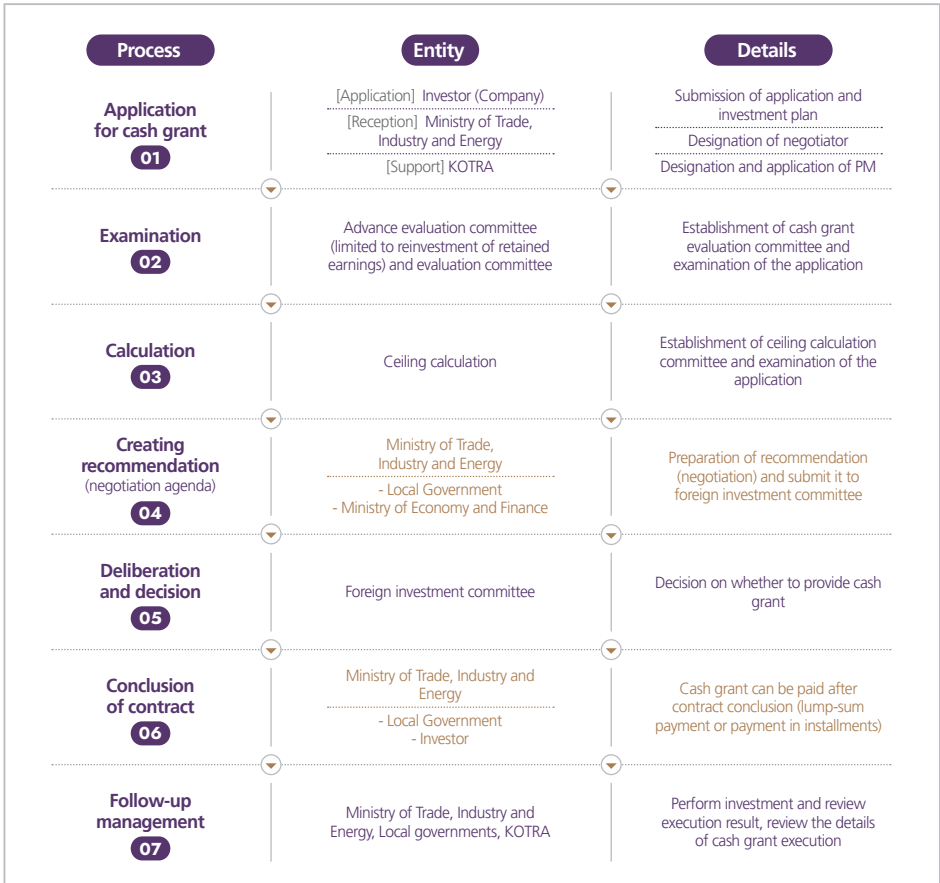 Process
Entity
Details
Application
for cash grant
01
[Application] Investor (Company)
[Reception] Ministry of Trade,
Industry and Energy
[Support] KOTRA
Submission of application and
investment plan
Designation of negotiator
Designation and application of PM
Examination
02
Advance evaluation committee
(limited to reinvestment of retained
earnings) and evaluation committee
Establishment of cash grant
evaluation committee and
examination of the application
Calculation
03
Ceiling calculation
Establishment of ceiling calculation
committee and examination of the
application
Creating
recommendation
(negotiation agenda)
04
Ministry of Trade,
Industry and Energy
- Local Government
- Ministry of Economy and Finance
Preparation of recommendation
(negotiation) and submit it to
foreign investment committee
Deliberation
and decision
05
Foreign investment committee
Decision on whether to provide cash
grant
Conclusion
of contract
06
Ministry of Trade, Industry and
Energy
- Local Government
- Investor
Cash grant can be paid after
contract conclusion (lump-sum
payment or payment in installments)
Follow-up
management
07
Ministry of Trade, Industry and
Energy, Local governments, KOTRA
Perform investment and review
execution result, review the details
of cash grant execution